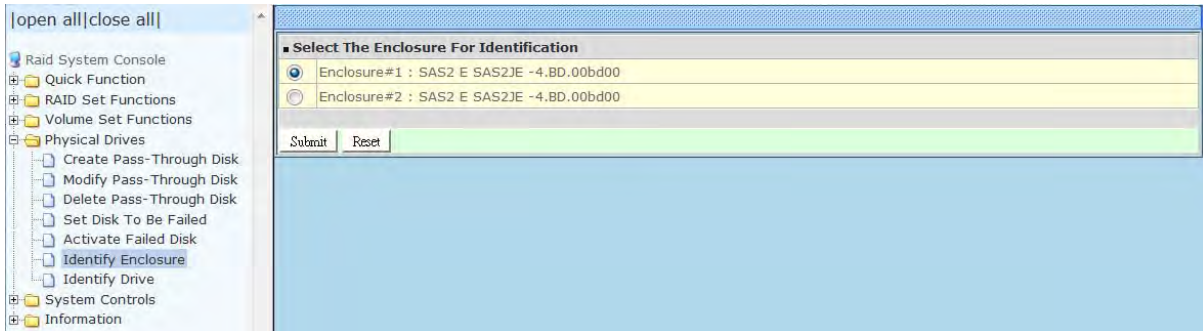 |open all|close all|
Raid System Console
Quick Function
RAID Set Functions
Volume Set Functions
Physical Drives
Create Pass-Through Disk
Modify Pass-Through Disk
Delete Pass-Through Disk
Set Disk To Be Failed
Activate Failed Disk
Identify Enclosure
Identify Drive
System Controls
Information
Select The Enclosure For Identification
Enclosure#1 : SAS2 E SAS2JE -4.BD.00bd00
Enclosure#2 : SAS2 E SAS2JE -4.BD.00bd00
Submit Reset